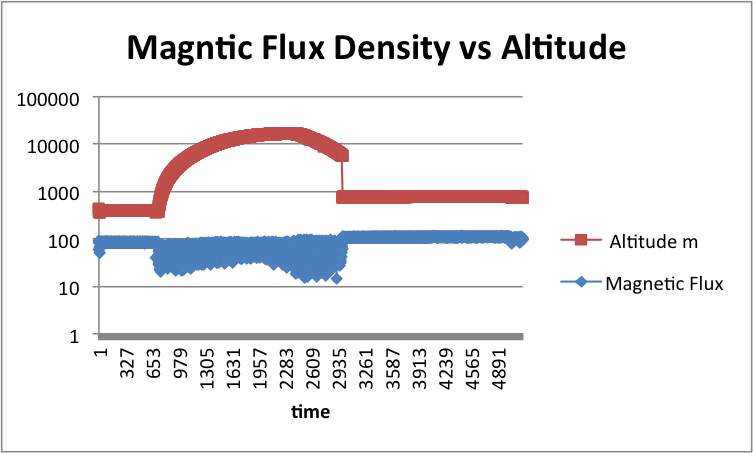 Magntic Flux Density vs Altitude
100000
10000
1000
100
10
1
1 327 653 979 1305 1631 1957 2283 2609 2935 3261 3587 3913 4239 4565 4891
time
Altitude m
Magnetic Flux